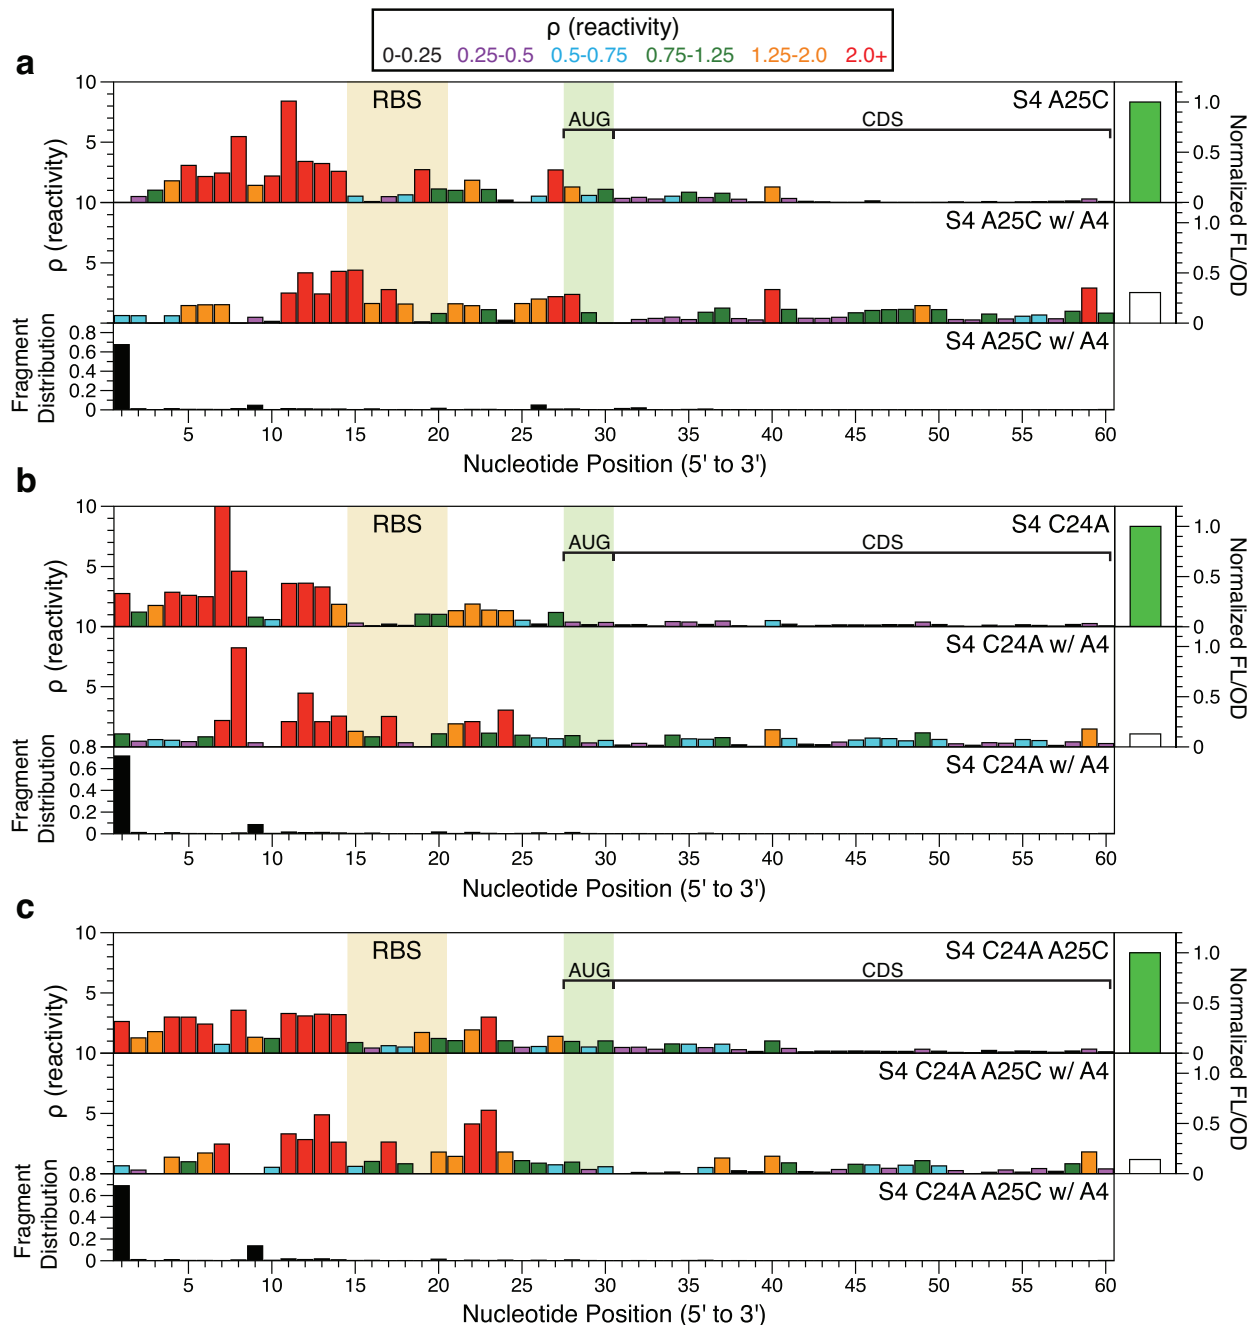 ρ (reactivity)
0-0.25 0.25-0.5 0.5-0.75 0.75-1.25 1.25-2.0 2.0+
a
10
5
10
5
ρ (reactivity)
RBS
AUG
CDS
S4 A25C
1.0
0.5
0
S4 A25C w/ A4
1.0
0.5
0
Normalized FL/OD
0.8
0.6
0.4
0.2
0
Fragment
Distribution
S4 A25C w/ A4
5 10 15 20 25 30 35 40 45 50 55 60
Nucleotide Position (5' to 3')
b
10
5
10
5
ρ (reactivity)
RBS
AUG
CDS
S4 C24A
1.0
0.5
0
S4 C24A w/ A4
1.0
0.5
0
Normalized FL/OD
0.8
0.6
0.4
0.2
0
Fragment
Distribution
S4 C24A w/ A4
5 10 15 20 25 30 35 40 45 50 55 60
Nucleotide Position (5' to 3')
c
10
5
10
5
ρ (reactivity)
RBS
AUG
CDS
S4 C24A A25C
1.0
0.5
0
S4 C24A A25C w/ A4
1.0
0.5
0
Normalized FL/OD
0.8
0.6
0.4
0.2
0
Fragment
Distribution
S4 C24A A25C w/ A4
5 10 15 20 25 30 35 40 45 50 55 60
Nucleotide Position (5' to 3')